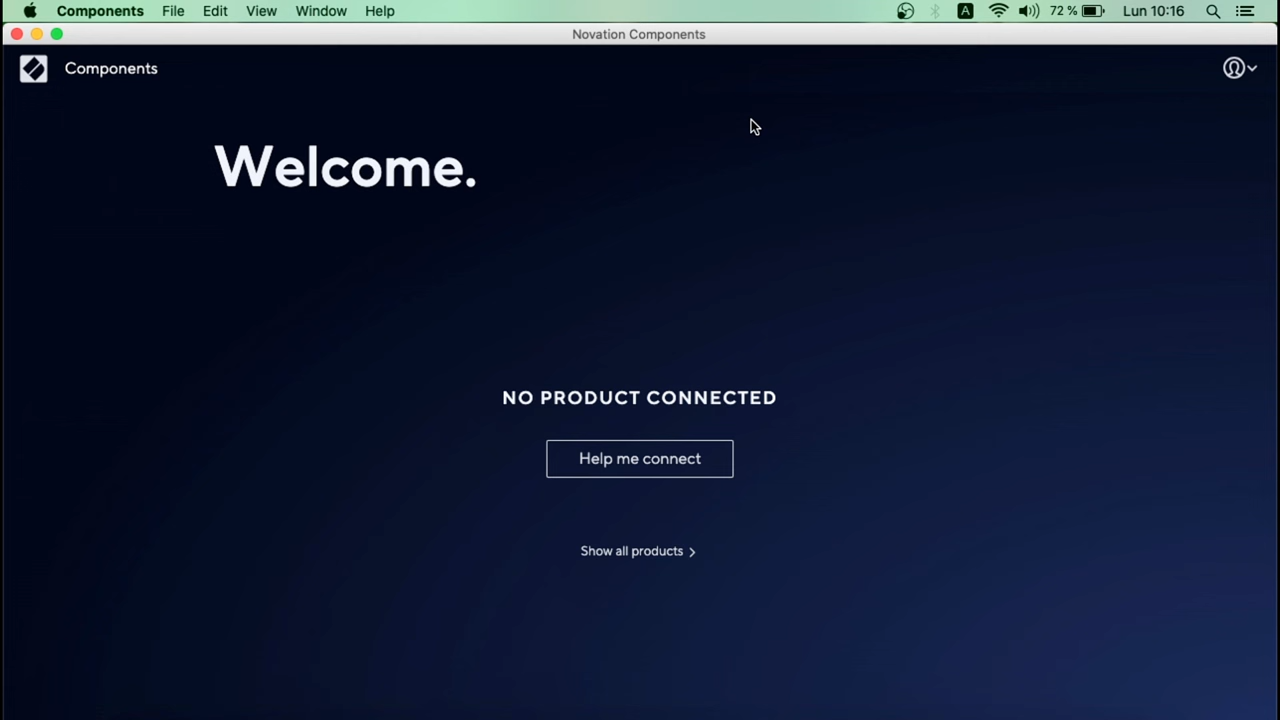 Components File Edit View Window Help A 72 % Lun 10:16
Novation Components
Components
Welcome.
NO PRODUCT CONNECTED
Help me connect
Show all products